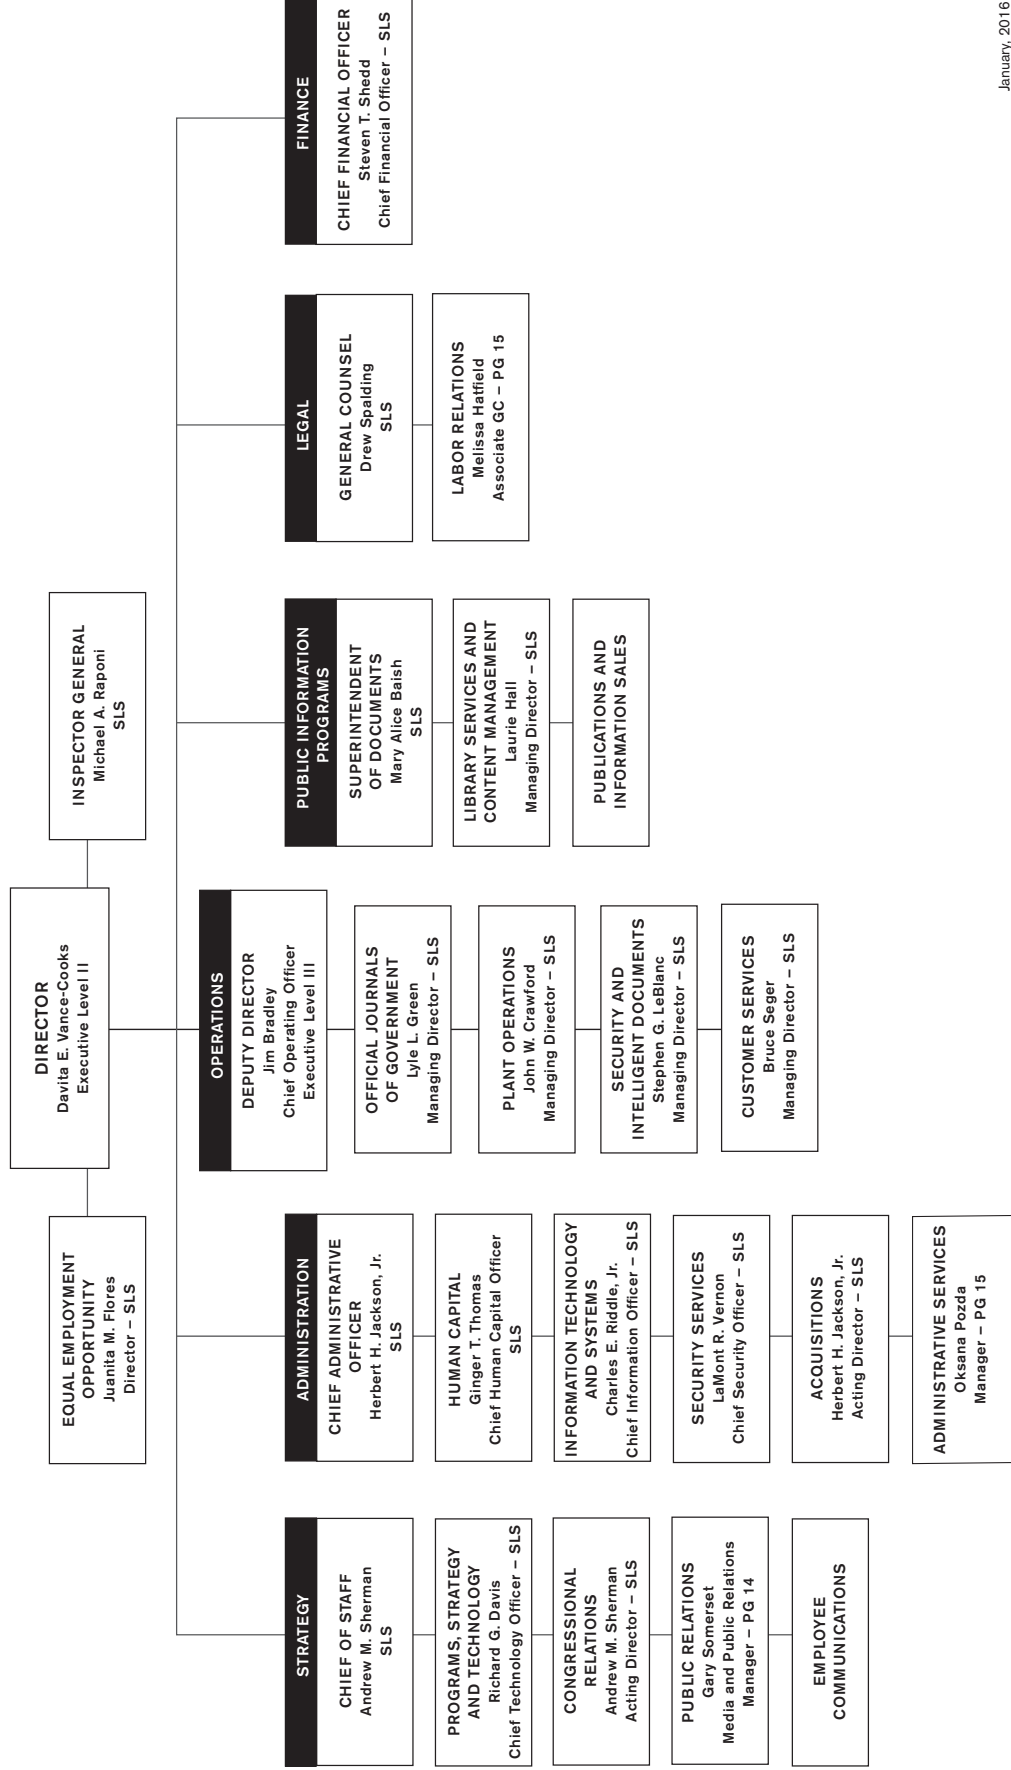 DIRECTOR
Davita E. Vance-Cooks
Executive Level II
EQUAL EMPLOYMENT
OPPORTUNITY
Juanita M. Flores
Director – SLS
INSPECTOR GENERAL
Michael A. Raponi
SLS
STRATEGY
CHIEF OF STAFF
Andrew M. Sherman
SLS
PROGRAMS, STRATEGY
AND TECHNOLOGY
Richard G. Davis
Chief Technology Officer – SLS
CONGRESSIONAL
RELATIONS
Andrew M. Sherman
Acting Director – SLS
PUBLIC RELATIONS
Gary Somerset
Media and Public Relations
Manager – PG 14
EMPLOYEE
COMMUNICATIONS
ADMINISTRATION
CHIEF ADMINISTRATIVE
OFFICER
Herbert H. Jackson, Jr.
SLS
HUMAN CAPITAL
Ginger T. Thomas
Chief Human Capital Officer
SLS
INFORMATION TECHNOLOGY
AND SYSTEMS
Charles E. Riddle, Jr.
Chief Information Officer – SLS
SECURITY SERVICES
LaMont R. Vernon
Chief Security Officer – SLS
ACQUISITIONS
Herbert H. Jackson, Jr.
Acting Director – SLS
ADMINISTRATIVE SERVICES
Oksana Pozda
Manager – PG 15
OPERATIONS
DEPUTY DIRECTOR
Jim Bradley
Chief Operating Officer
Executive Level III
OFFICIAL JOURNALS
OF GOVERNMENT
Lyle L. Green
Managing Director – SLS
PLANT OPERATIONS
John W. Crawford
Managing Director – SLS
SECURITY AND
INTELLIGENT DOCUMENTS
Stephen G. LeBlanc
Managing Director – SLS
CUSTOMER SERVICES
Bruce Seger
Managing Director – SLS
PUBLIC INFORMATION
PROGRAMS
SUPERINTENDENT
OF DOCUMENTS
Mary Alice Baish
SLS
LIBRARY SERVICES AND
CONTENT MANAGEMENT
Laurie Hall
Managing Director – SLS
PUBLICATIONS AND
INFORMATION SALES
LEGAL
GENERAL COUNSEL
Drew Spalding
SLS
LABOR RELATIONS
Melissa Hatfield
Associate GC – PG 15
FINANCE
CHIEF FINANCIAL OFFICER
Steven T. Shedd
Chief Financial Officer – SLS
January, 2016